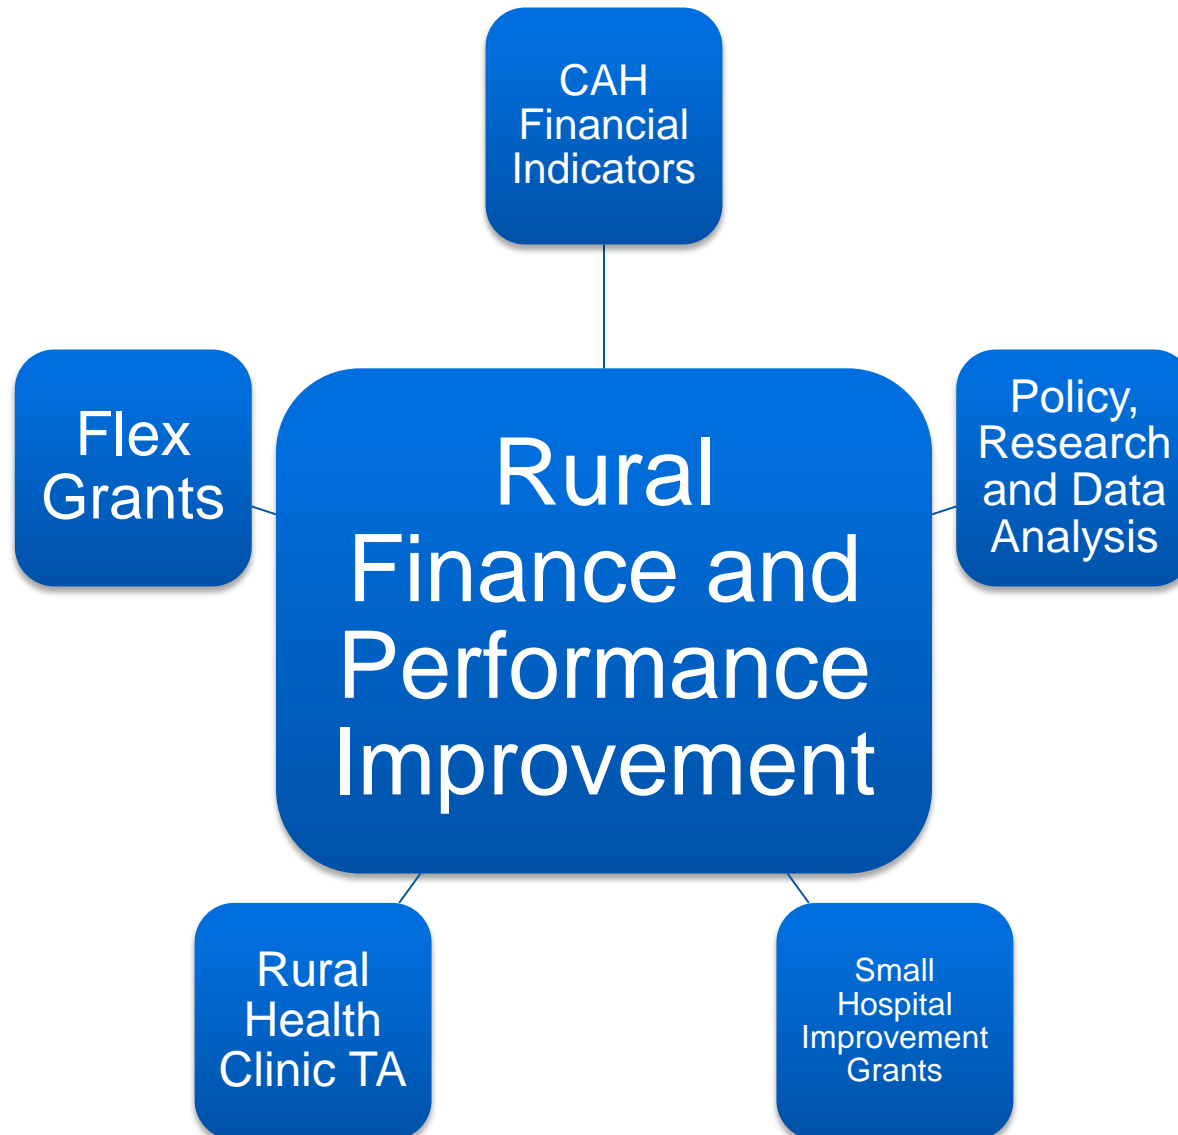 CAH
Financial
Indicators
Flex
Grants
Rural
Finance and
Performance
Improvement
Policy,
Research
and Data
Analysis
Rural
Health
Clinic TA
Small
Hospital
Improvement
Grants